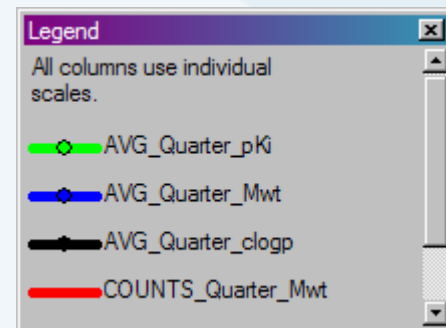 Legend
All columns use individual
scales.
AVG_Quarter_pKi
AVG_Quarter_Mwt
AVG_Quarter_clogp
COUNTS_Quarter_Mwt